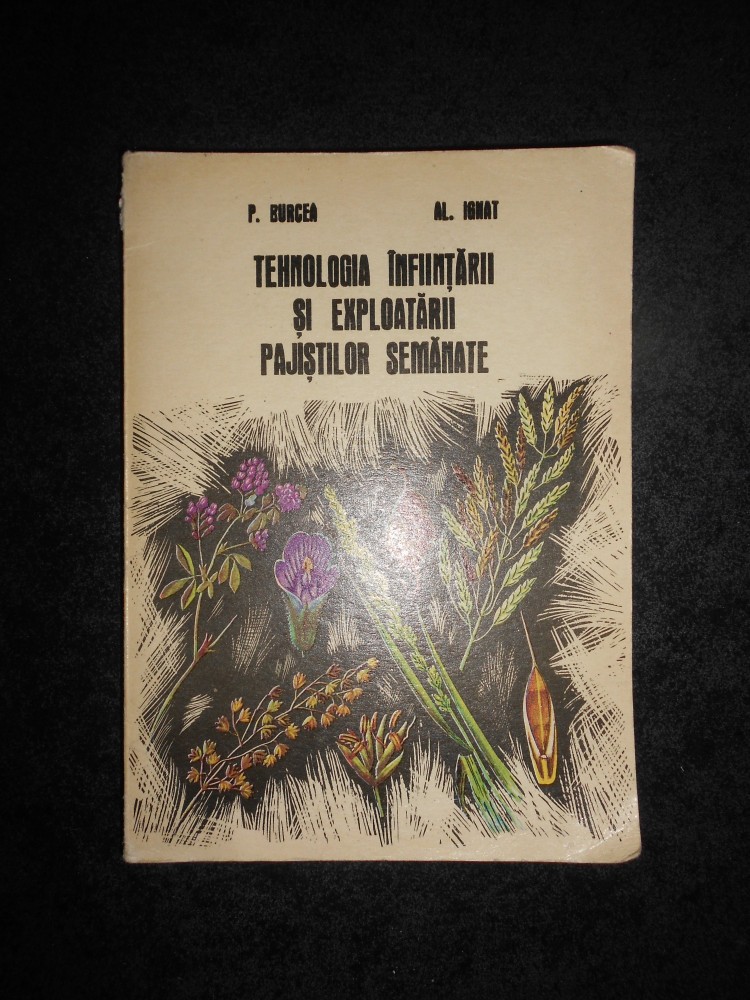 P. BURCEA AL. IGNAT
TEHNOLOGIA ÎNFIINȚĂRII
ȘI EXPLOATĂRII
PAJIȘTILOR SEMĂNATE